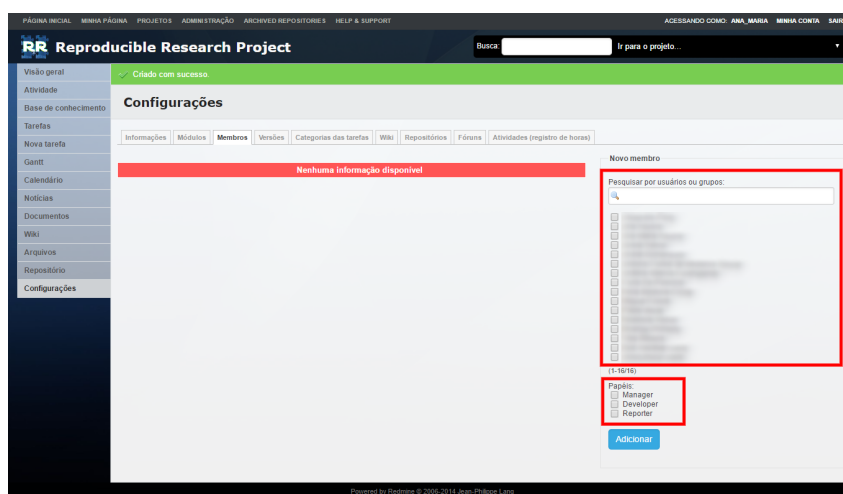 PÁGINA INICIAL MINHA PÁGINA PROJETOS ADMINISTRAÇÃO ARCHIVED REPOSITORIES HELP & SUPPORT ACESSANDO COMO: ANA_MARIA MINHA CONTA SAIR
RR Reproducible Research Project Busca: Ir para o projeto...
Visão geral
Atividade
Base de conhecimento
Tarefas
Nova tarefa
Gantt
Calendário
Notícias
Documentos
Wiki
Arquivos
Repositório
Configurações
Criado com sucesso.
Configurações
Informações Módulos Membros Versões Categorias das tarefas Wiki Repositórios Fóruns Atividades (registro de horas)
Nenhuma informação disponível
Novo membro
Pesquisar por usuários ou grupos:
(1-16/16)
Papéis:
Manager
Developer
Reporter
Adicionar
Powered by Redmine © 2006-2014 Jean-Philippe Lang